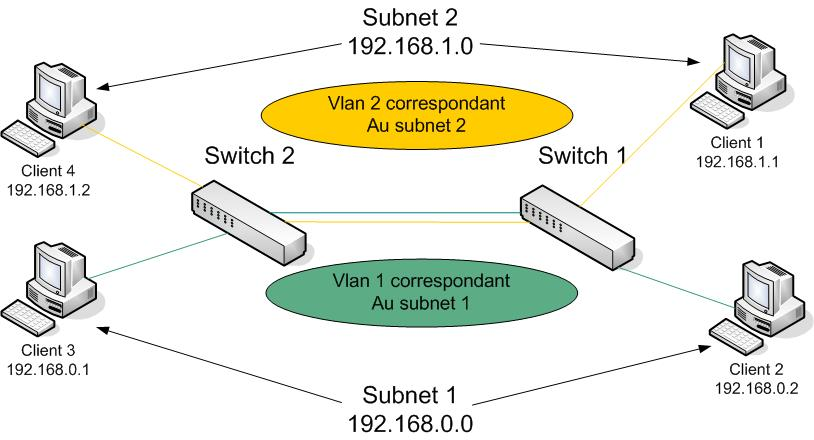 Subnet 2
192.168.1.0
Vlan 2 correspondant
Au subnet 2
Client 4
192.168.1.2
Switch 2
Switch 1
Client 1
192.168.1.1
Vlan 1 correspondant
Au subnet 1
Client 3
192.168.0.1
Client 2
192.168.0.2
Subnet 1
192.168.0.0